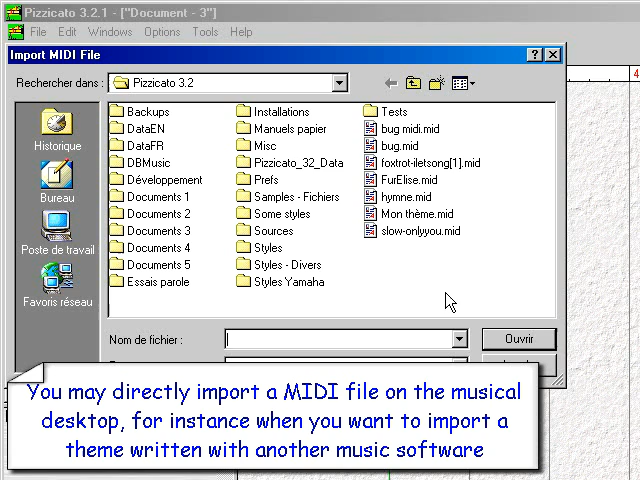 Pizzicato 3.2.1 - ["Document - 3"]
File Edit Windows Options Tools Help
Import MIDI File
Rechercher dans : Pizzicato 3.2
4
Historique
Bureau
Poste de travail
Favoris réseau
Backups
DataEN
DataFR
DBMusic
Développement
Documents 1
Documents 2
Documents 3
Documents 4
Documents 5
Essais parole
Installations
Manuels papier
Misc
Pizzicato_32_Data
Prefs
Samples - Fichiers
Some styles
Sources
Styles
Styles - Divers
Styles Yamaha
Tests
bug midi.mid
bug.mid
foxtrot-iletsong[1].mid
FurElise.mid
hymne.mid
Mon thème.mid
slow-onlyyou.mid
Nom de fichier :
Ouvrir
You may directly import a MIDI file on the musical
desktop, for instance when you want to import a
theme written with another music software